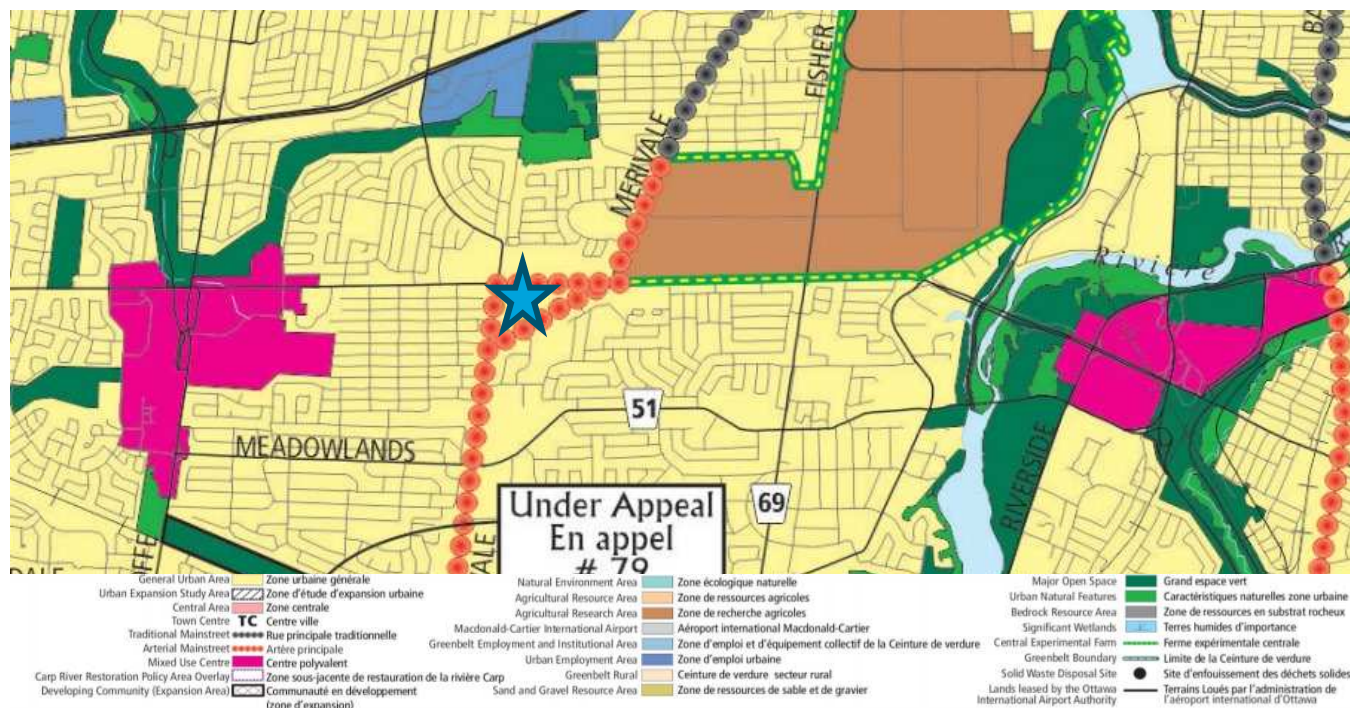 FISHER
BA
MERIVALE
Rivière
R
51
MEADOWLANDS
69
RIVERSIDE
Under Appeal
En appel
# 79
FFE
ALE
DALE
General Urban Area Zone urbaine générale
Urban Expansion Study Area Zone d'étude d'expansion urbaine
Central Area Zone centrale
Town Centre TC Centre ville
Traditional Mainstreet Rue principale traditionnelle
Arterial Mainstreet Artère principale
Mixed Use Centre Centre polyvalent
Carp River Restoration Policy Area Overlay Zone sous-jacente de restauration de la rivière Carp
Developing Community (Expansion Area) Communauté en développement
(zone d'expansion)
Natural Environment Area Zone écologique naturelle
Agricultural Resource Area Zone de ressources agricoles
Agricultural Research Area Zone de recherche agricoles
Macdonald-Cartier International Airport Aéroport international Macdonald-Cartier
Greenbelt Employment and Institutional Area Zone d'emploi et d'équipement collectif de la Ceinture de verdure
Urban Employment Area Zone d'emploi urbaine
Greenbelt Rural Ceinture de verdure secteur rural
Sand and Gravel Resource Area Zone de ressources de sable et de gravier
Major Open Space Grand espace vert
Urban Natural Features Caractéristiques naturelles zone urbaine
Bedrock Resource Area Zone de ressources en substrat rocheux
Significant Wetlands Terres humides d'importance
Central Experimental Farm Ferme expérimentale centrale
Greenbelt Boundary Limite de la Ceinture de verdure
Solid Waste Disposal Site Site d'enfouissement des déchets solides
Lands leased by the Ottawa Terrains Loués par l'administration de
International Airport Authority l'aéroport international d'Ottawa